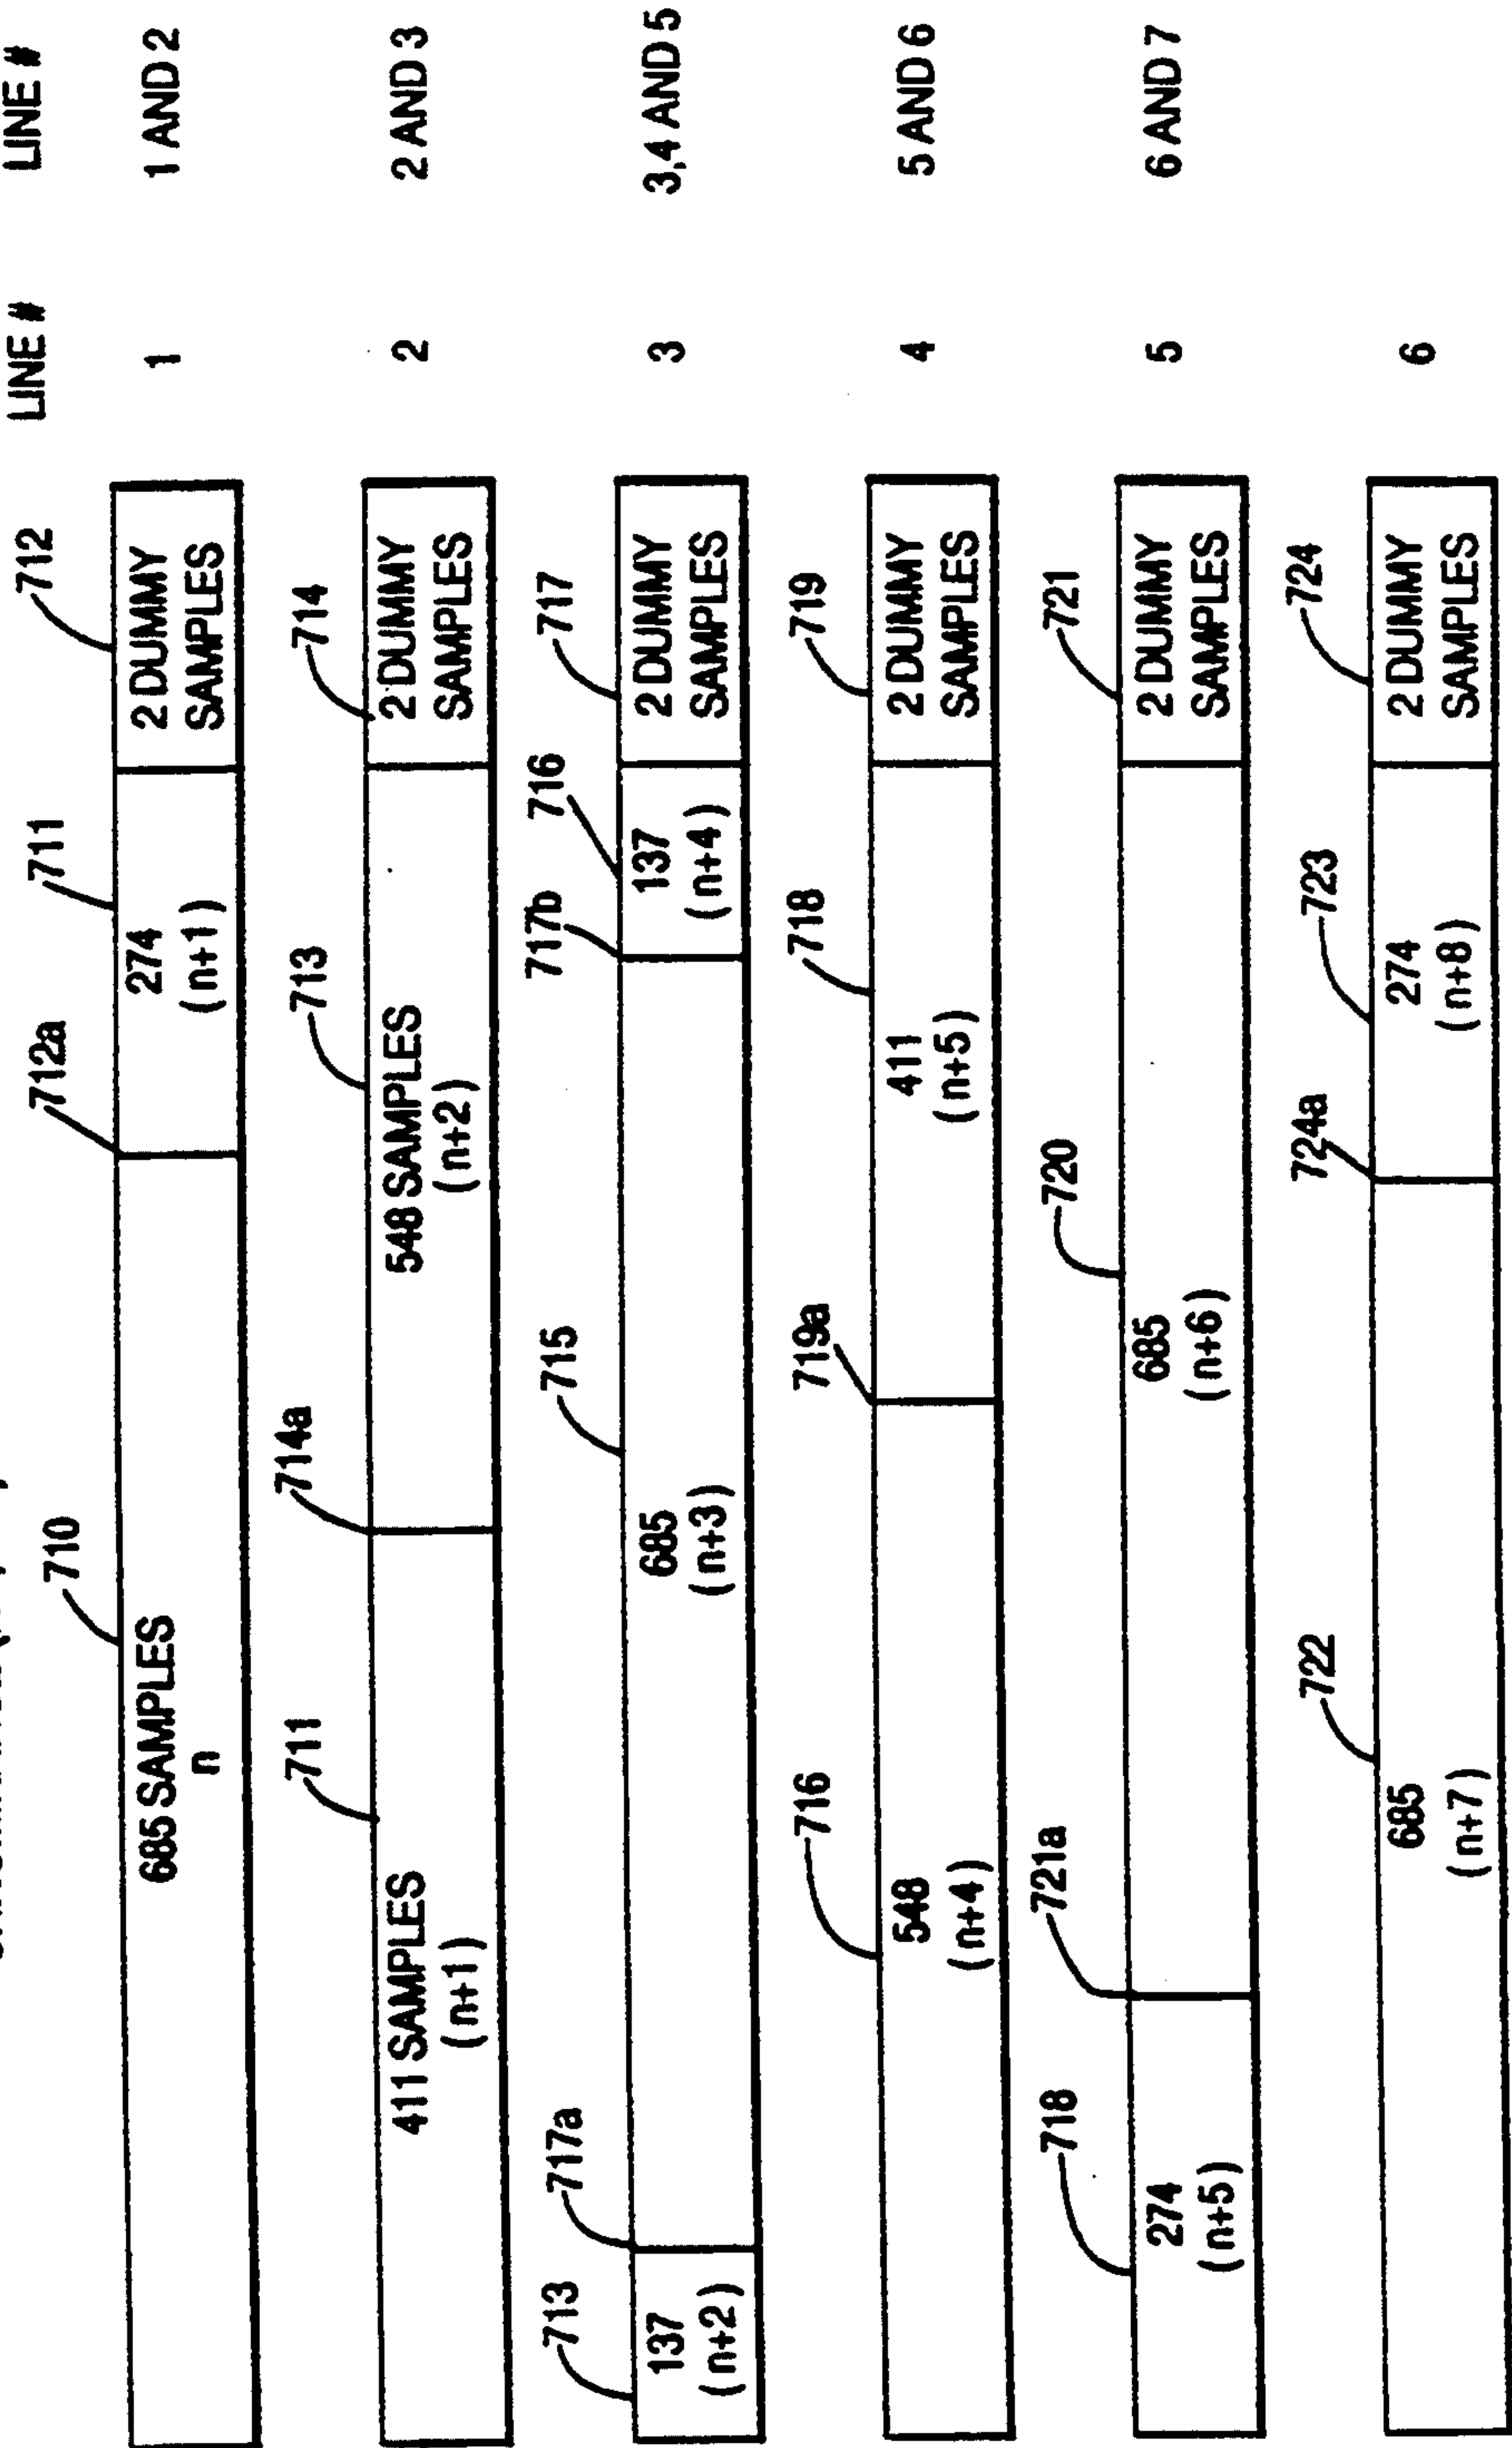 LINE #
LINE #
710
712a
711
712
685 SAMPLES
n
274
(n+1)
2 DUMMY
SAMPLES
1
1 AND 2
711
714a
713
714
411 SAMPLES
(n+1)
548 SAMPLES
(n+2)
2 DUMMY
SAMPLES
2
2 AND 3
713
717a
715
717b
716
717
137
(n+2)
685
(n+3)
137
(n+4)
2 DUMMY
SAMPLES
3
3,4 AND 5
716
719a
718
719
548
(n+4)
411
(n+5)
2 DUMMY
SAMPLES
4
5 AND 6
718
721a
720
721
274
(n+5)
685
(n+6)
2 DUMMY
SAMPLES
5
6 AND 7
722
724a
723
724
685
(n+7)
274
(n+8)
2 DUMMY
SAMPLES
6